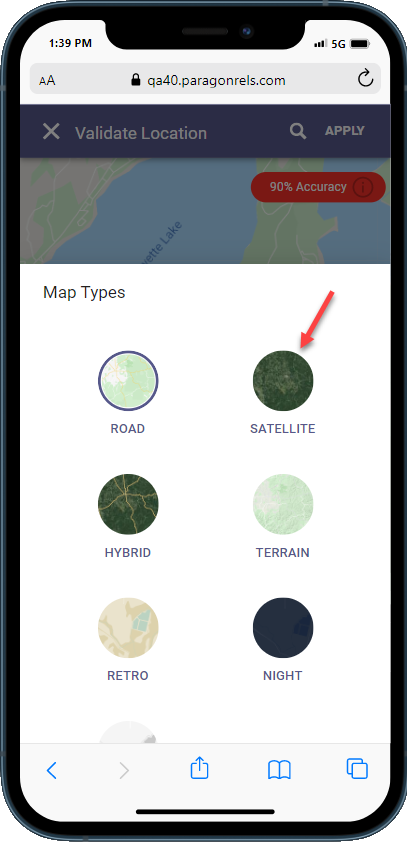 1:39 PM
5G
AA
qa40.paragonrels.com
Validate Location
APPLY
90% Accuracy
ette Lake
Map Types
ROAD
SATELLITE
HYBRID
TERRAIN
RETRO
NIGHT